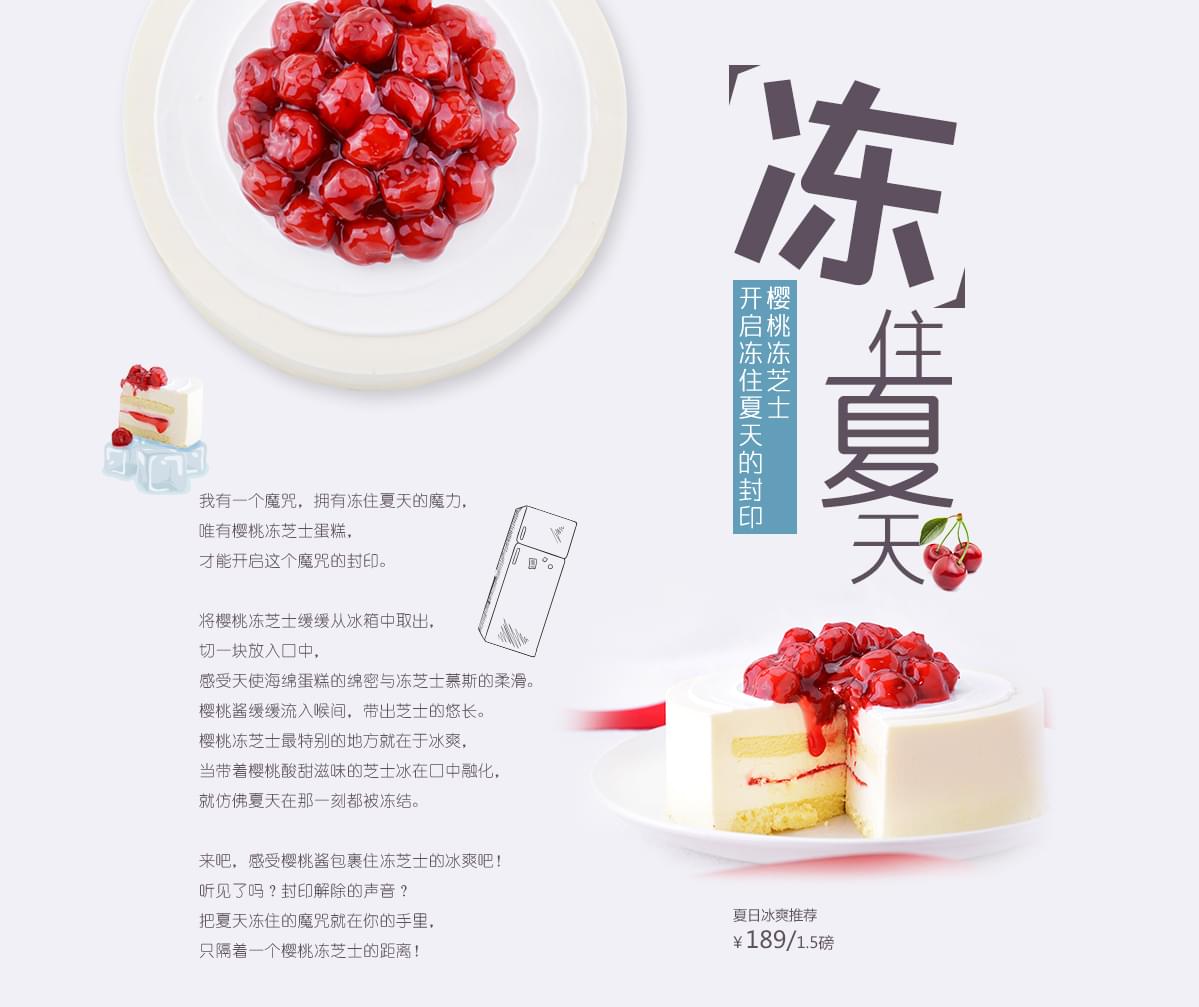 冻
住
夏
天
樱桃冻芝士
开启冻住夏天的封印
我有一个魔咒，拥有冻住夏天的魔力，
唯有樱桃冻芝士蛋糕，
才能开启这个魔咒的封印。
将樱桃冻芝士缓缓从冰箱中取出，
切一块放入口中，
感受天使海绵蛋糕的绵密与冻芝士慕斯的柔滑。
樱桃酱缓缓流入喉间，带出芝士的悠长。
樱桃冻芝士最特别的地方就在于冰爽，
当带着樱桃酸甜滋味的芝士冰在口中融化，
就仿佛夏天在那一刻都被冻结。
来吧，感受樱桃酱包裹住冻芝士的冰爽吧！
听见了吗？封印解除的声音？
把夏天冻住的魔咒就在你的手里，
只隔着一个樱桃冻芝士的距离！
夏日冰爽推荐
¥ 189/1.5磅